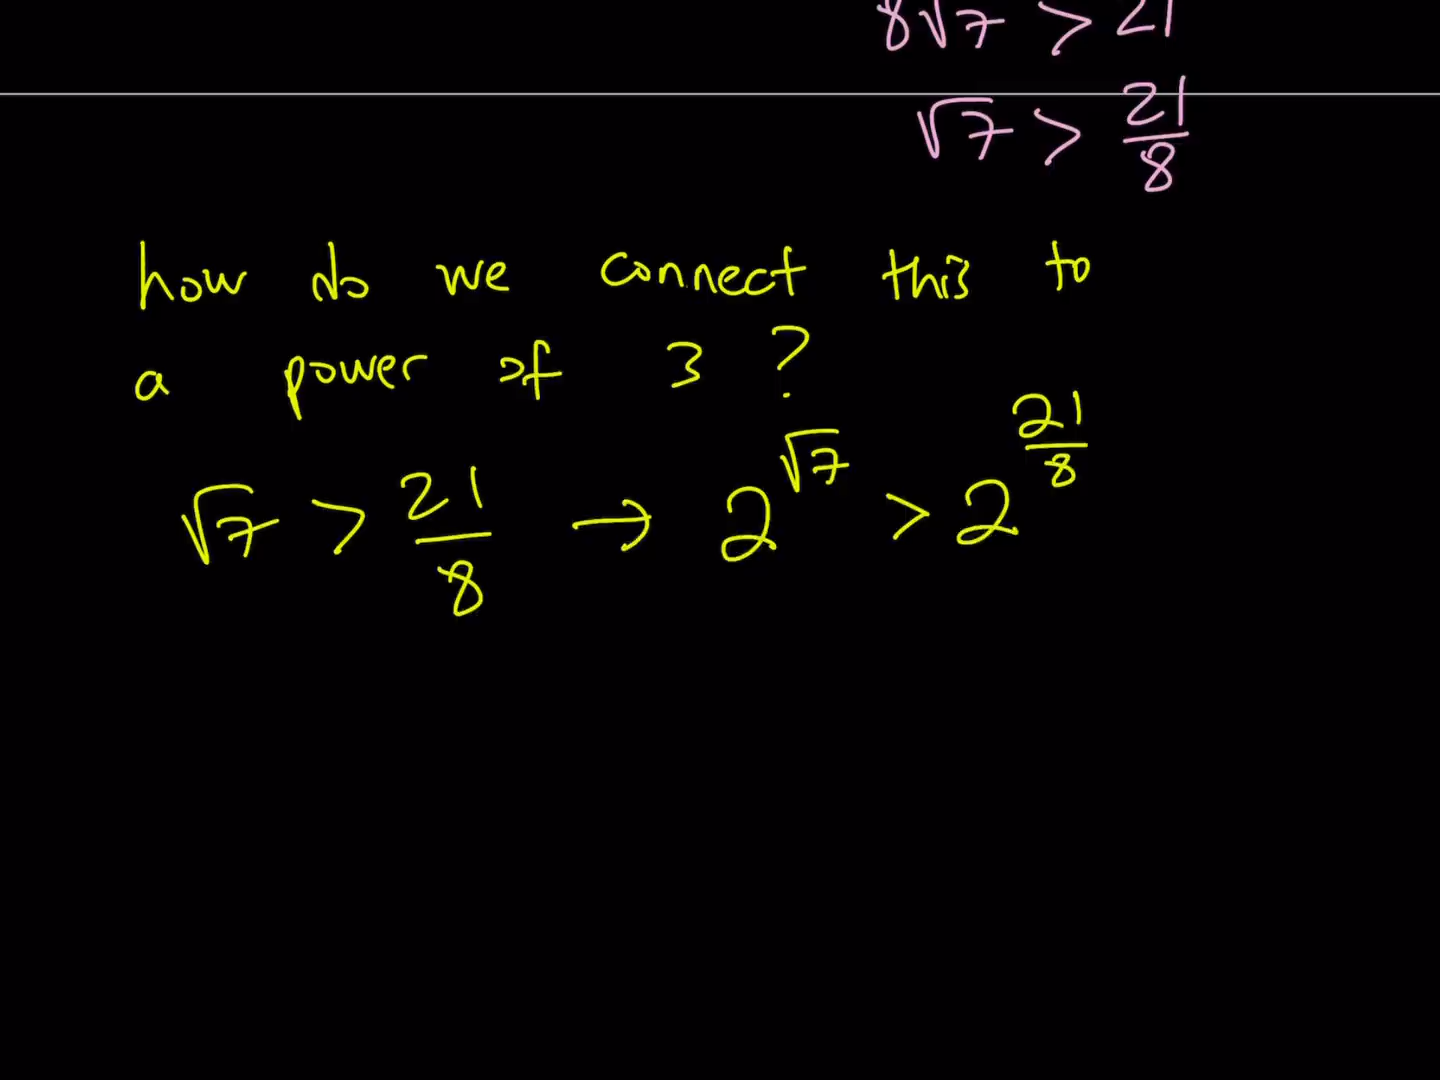 8√7 > 21
√7 > 21/8
how do we connect this to
a power of 3 ?
√7 > 21/8 → 2^√7 > 2^21/8